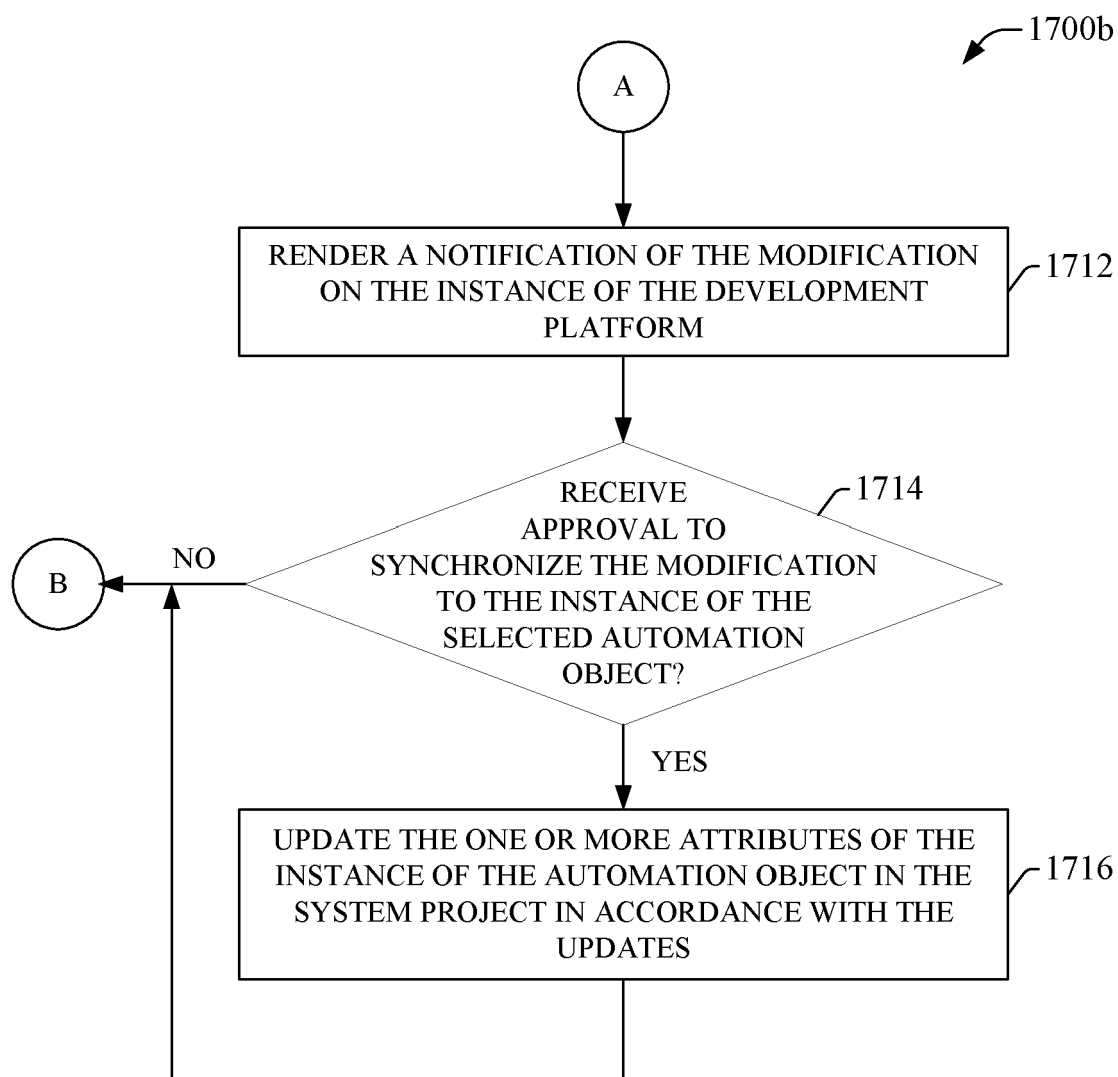 1700b
A
RENDER A NOTIFICATION OF THE MODIFICATION
ON THE INSTANCE OF THE DEVELOPMENT
PLATFORM
1712
RECEIVE
APPROVAL TO
SYNCHRONIZE THE MODIFICATION
TO THE INSTANCE OF THE
SELECTED AUTOMATION
OBJECT?
1714
NO
B
YES
UPDATE THE ONE OR MORE ATTRIBUTES OF THE
INSTANCE OF THE AUTOMATION OBJECT IN THE
SYSTEM PROJECT IN ACCORDANCE WITH THE
UPDATES
1716